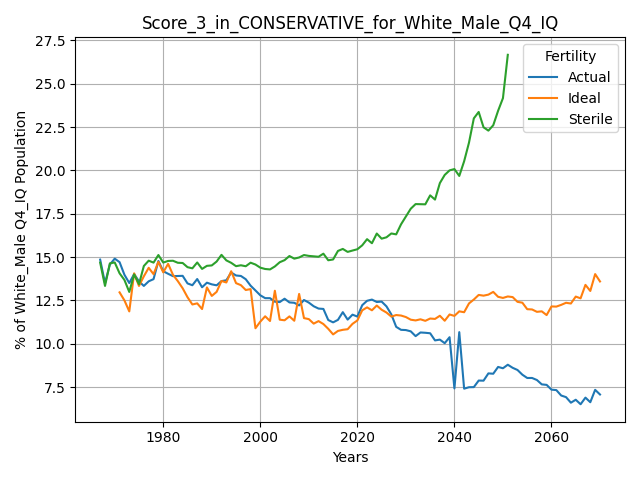 Score_3_in_CONSERVATIVE_for_White_Male_Q4_IQ
27.5
25.0
22.5
20.0
17.5
15.0
12.5
10.0
7.5
% of White_Male Q4_IQ Population
Fertility
Actual
Ideal
Sterile
1980
2000
2020
2040
2060
Years